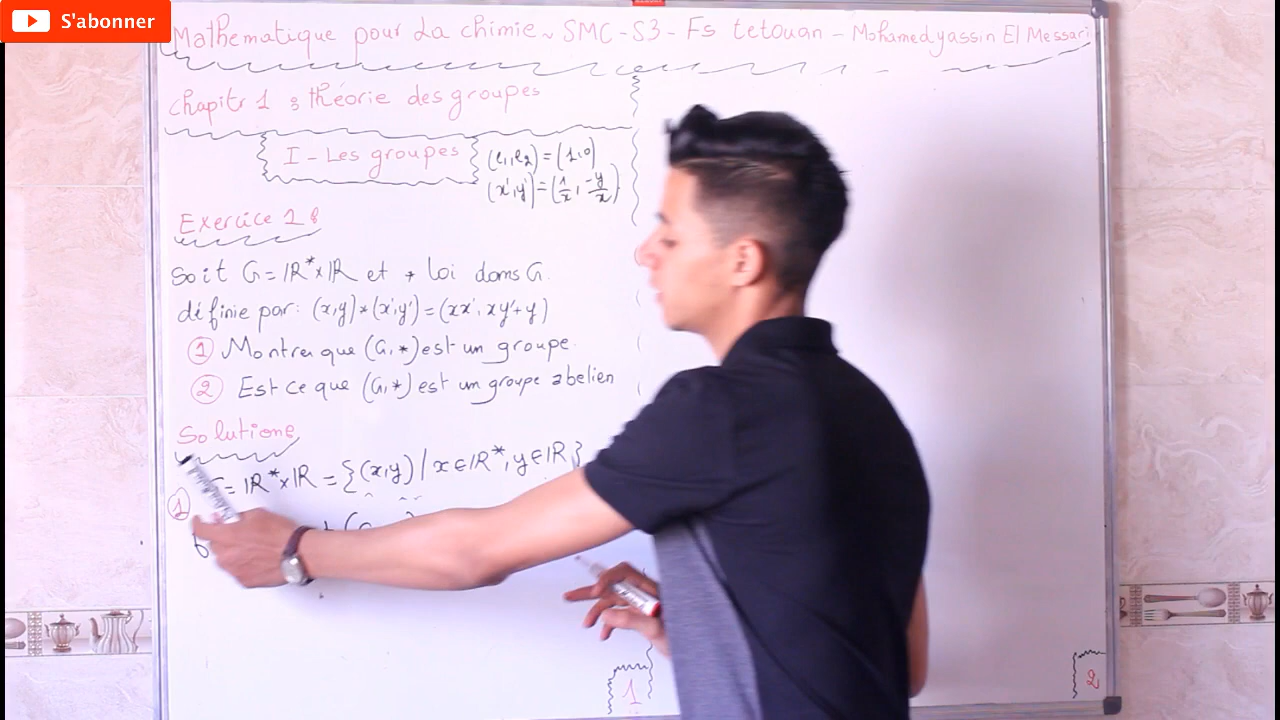 S'abonner
Mathematique pour La chimie ~ SMC - S3 - Fs tetouan - Mohamedyassin El Messari
chapitr 1 : théorie des groupes
I - Les groupes
(e₁,e₂) = (1,0)
(x',y') = (1/x, -y/x)
Exercice 1 :
Soit G = IR* x IR et * loi dans G.
définie par: (x,y) * (x',y') = (xx', xy'+y)
① Montrer que (G,*) est un groupe.
② Est ce que (G,*) est un groupe abelien
Solution:
① = IR* x IR = {(x,y) / x ∈ IR*, y ∈ IR}
1
2